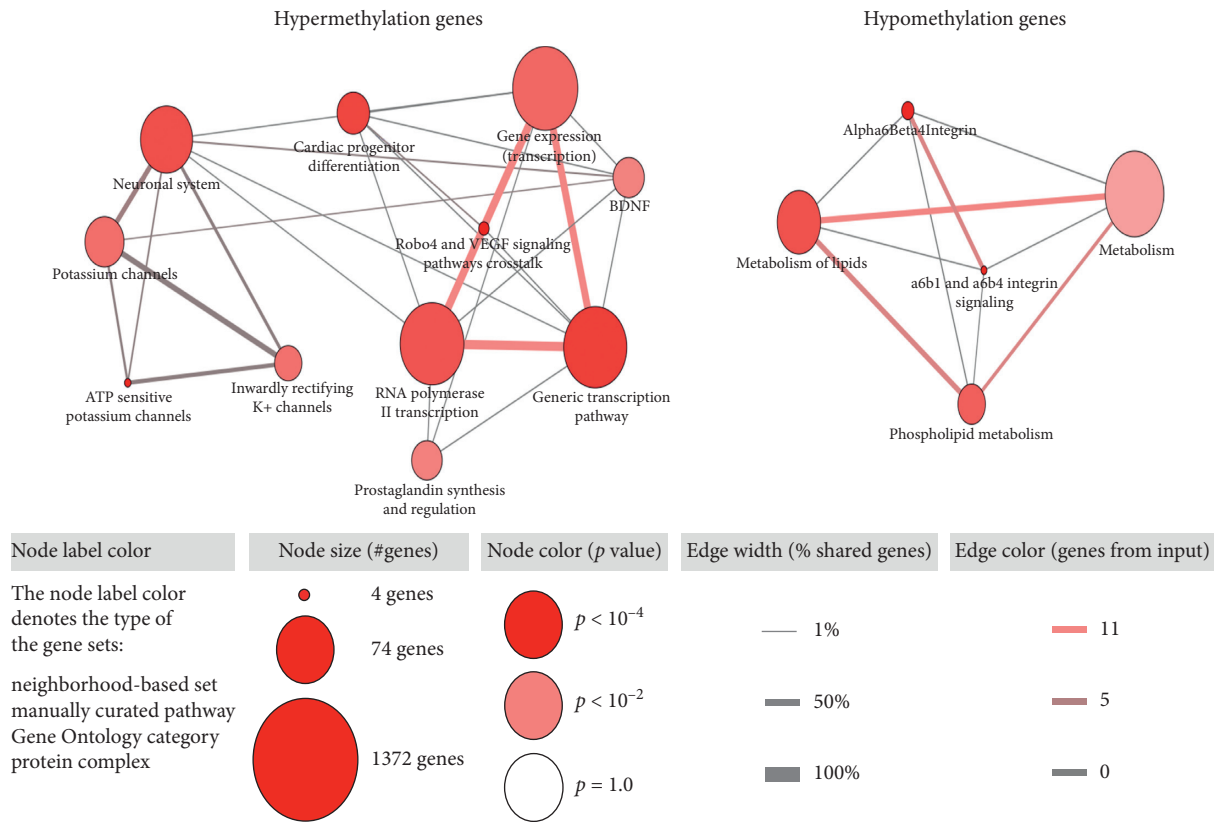 Hypermethylation genes
Hypomethylation genes
Gene expression
(transcription)
Cardiac progenitor
differentiation
Neuronal system
BDNF
Robo4 and VEGF signaling
pathways crosstalk
Potassium channels
ATP sensitive
potassium channels
Inwardly rectifying
K+ channels
RNA polymerase
II transcription
Generic transcription
pathway
Prostaglandin synthesis
and regulation
Alpha6Beta4Integrin
Metabolism of lipids
Metabolism
a6b1 and a6b4 integrin
signaling
Phospholipid metabolism
Node label color
The node label color
denotes the type of
the gene sets:
neighborhood-based set
manually curated pathway
Gene Ontology category
protein complex
Node size (#genes)
4 genes
74 genes
1372 genes
Node color (p value)
p < 10⁻⁴
p < 10⁻²
p = 1.0
Edge width (% shared genes)
1%
50%
100%
Edge color (genes from input)
11
5
0